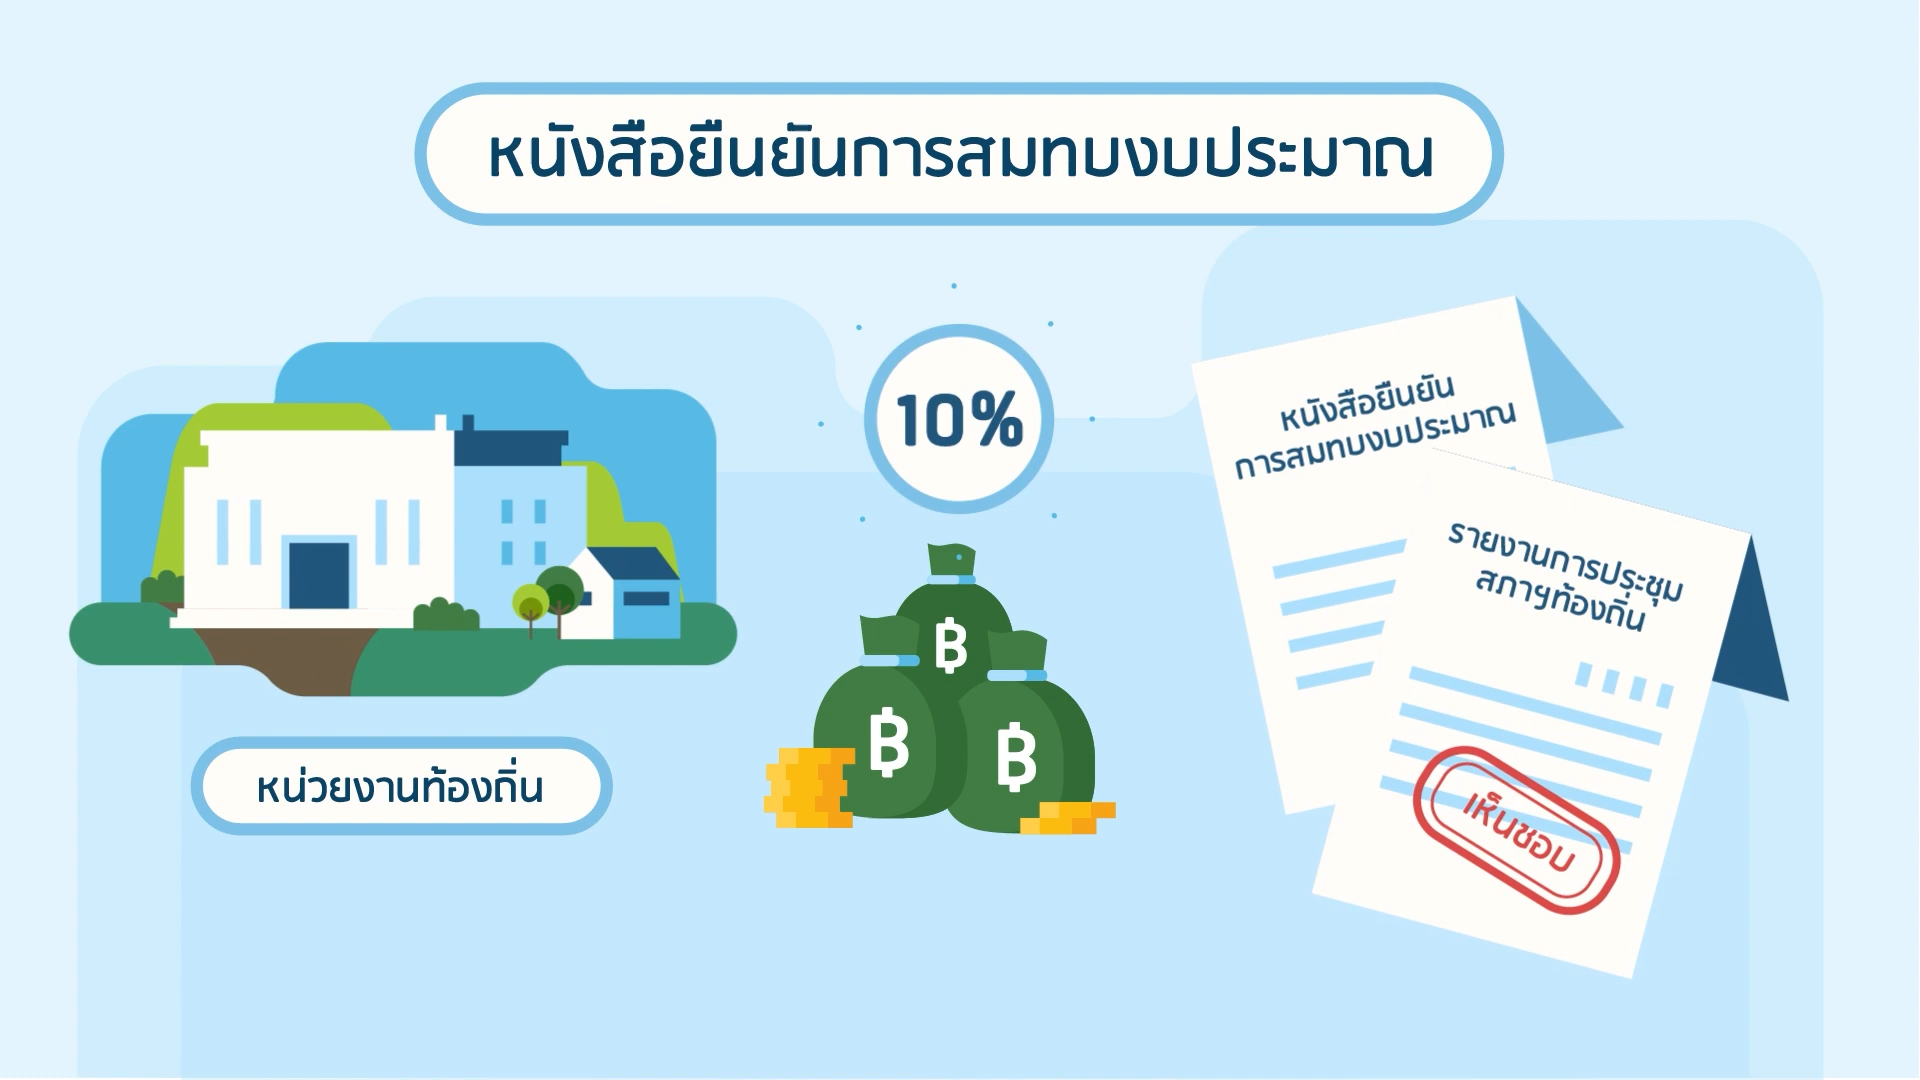 หนังสือยืนยันการสมทบงบประมาณ
10%
หน่วยงานท้องถิ่น
฿
฿
฿
หนังสือยืนยัน
การสมทบงบประมาณ
รายงานการประชุม
สภาฯท้องถิ่น
เห็นชอบ